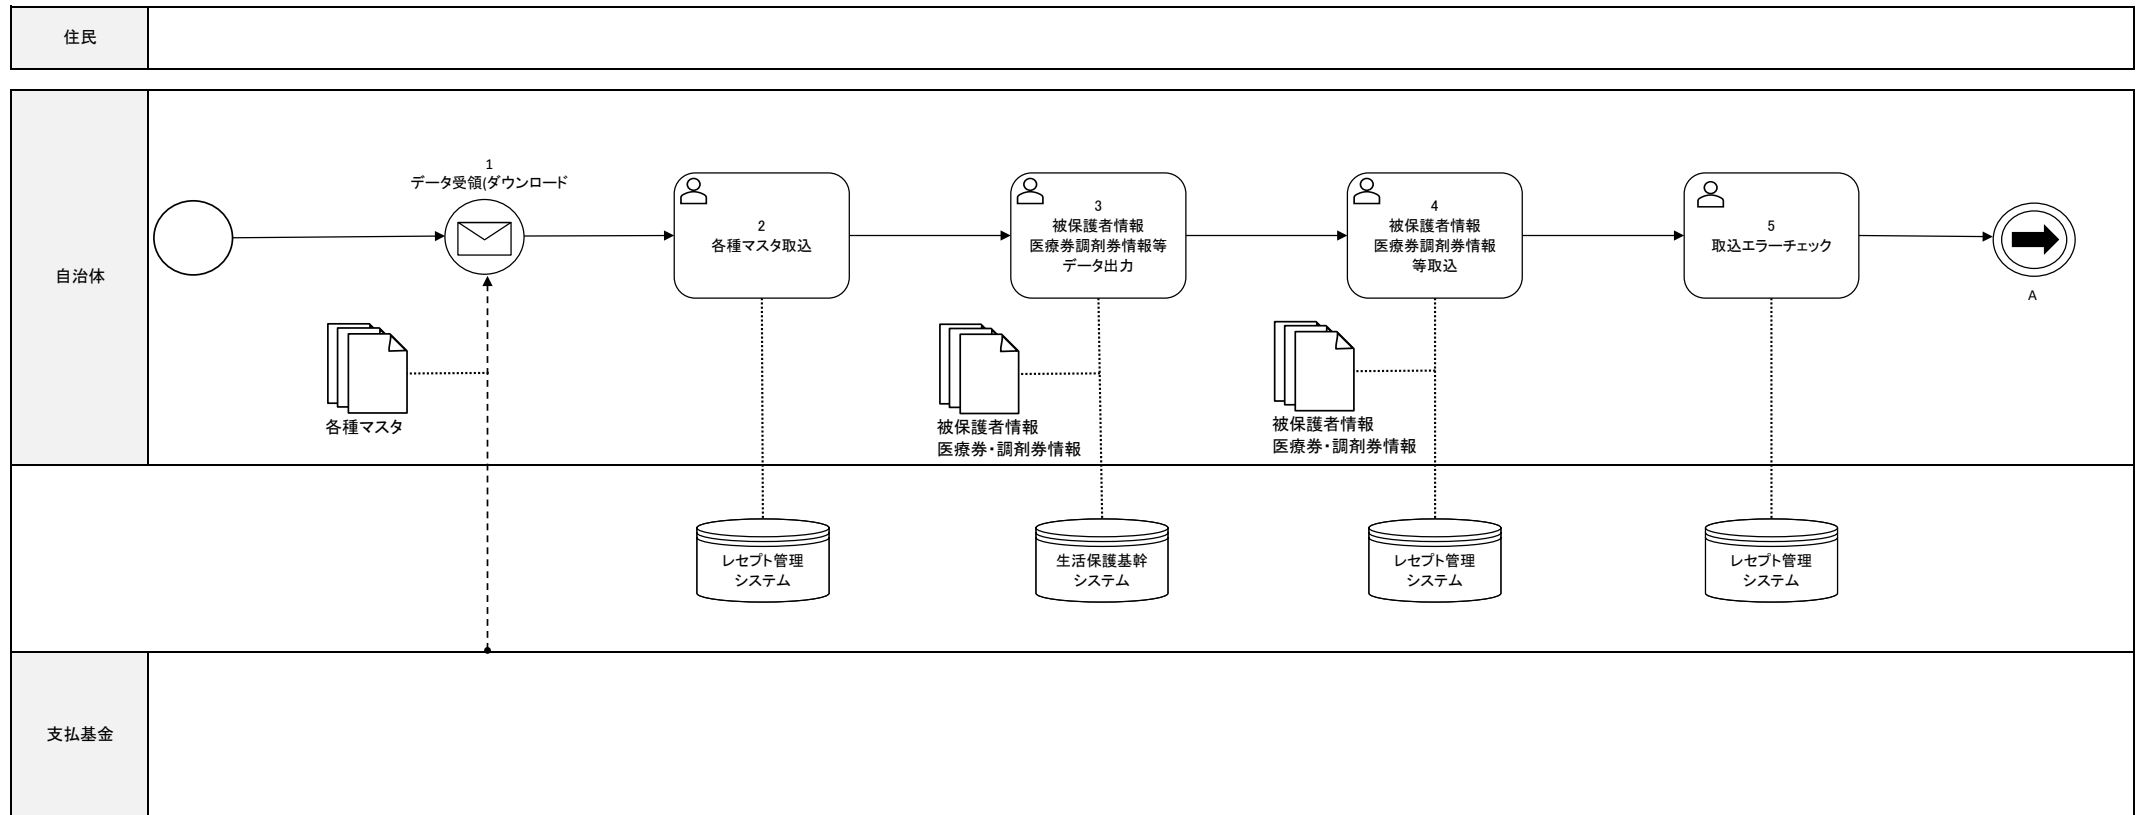 住民
自治体
1
データ受領(ダウンロード
2
各種マスタ取込
3
被保護者情報
医療券調剤券情報等
データ出力
4
被保護者情報
医療券調剤券情報
等取込
5
取込エラーチェック
A
各種マスタ
被保護者情報
医療券・調剤券情報
被保護者情報
医療券・調剤券情報
レセプト管理
システム
生活保護基幹
システム
レセプト管理
システム
レセプト管理
システム
支払基金